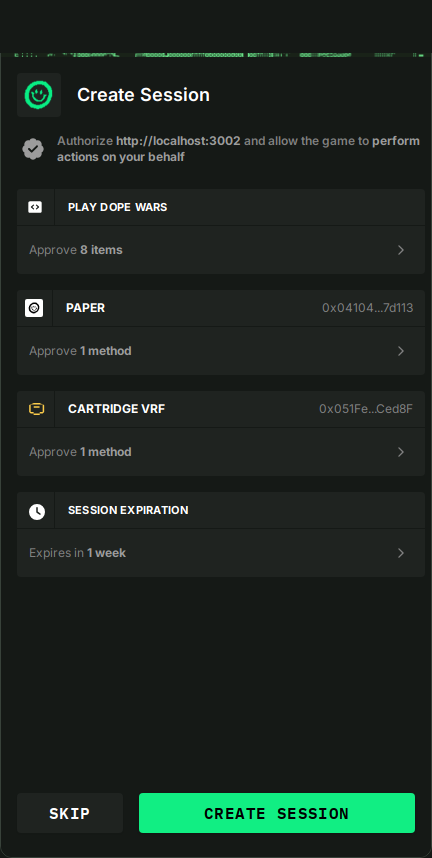 Create Session
Authorize http://localhost:3002 and allow the game to perform
actions on your behalf
PLAY DOPE WARS
Approve 8 items
PAPER 0x04104...7d113
Approve 1 method
CARTRIDGE VRF 0x051Fe...Ced8F
Approve 1 method
SESSION EXPIRATION
Expires in 1 week
SKIP CREATE SESSION